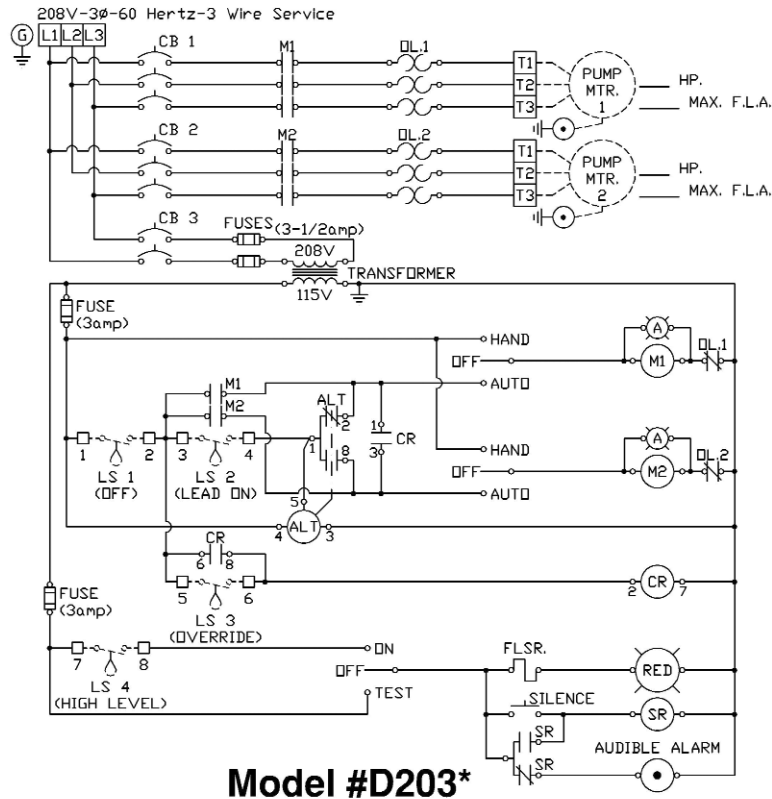 208V-3Ø-60 Hertz-3 Wire Service
G L1 L2 L3
CB 1 M1 OL.1
T1
T2
T3
PUMP
MTR.
1
HP.
MAX. F.L.A.
CB 2 M2 OL.2
T1
T2
T3
PUMP
MTR.
2
HP.
MAX. F.L.A.
CB 3 FUSES (3-1/2amp)
208V
TRANSFORMER
115V
FUSE
(3amp)
HAND
OFF
AUTO
A
M1
OL.1
M1
M2
ALT
2
1
8
1
CR
3
1 2 3 4
LS 1
(OFF)
LS 2
(LEAD ON)
HAND
OFF
AUTO
A
M2
OL.2
5
4 ALT 3
CR
6 8
5 6
LS 3
(OVERRIDE)
2 CR 7
FUSE
(3amp)
7 8
LS 4
(HIGH LEVEL)
ON
OFF
TEST
FLSR.
RED
SILENCE
SR
SR
SR
AUDIBLE ALARM
Model #D203*